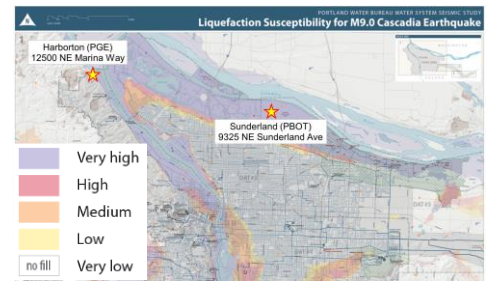 PORTLAND WATER BUREAU WATER SYSTEM SEISMIC STUDY
Liquefaction Susceptibility for M9.0 Cascadia Earthquake
Harborton (PGE)
12500 NE Marina Way
Sunderland (PBOT)
9325 NE Sunderland Ave
Very high
High
Medium
Low
no fill
Very low